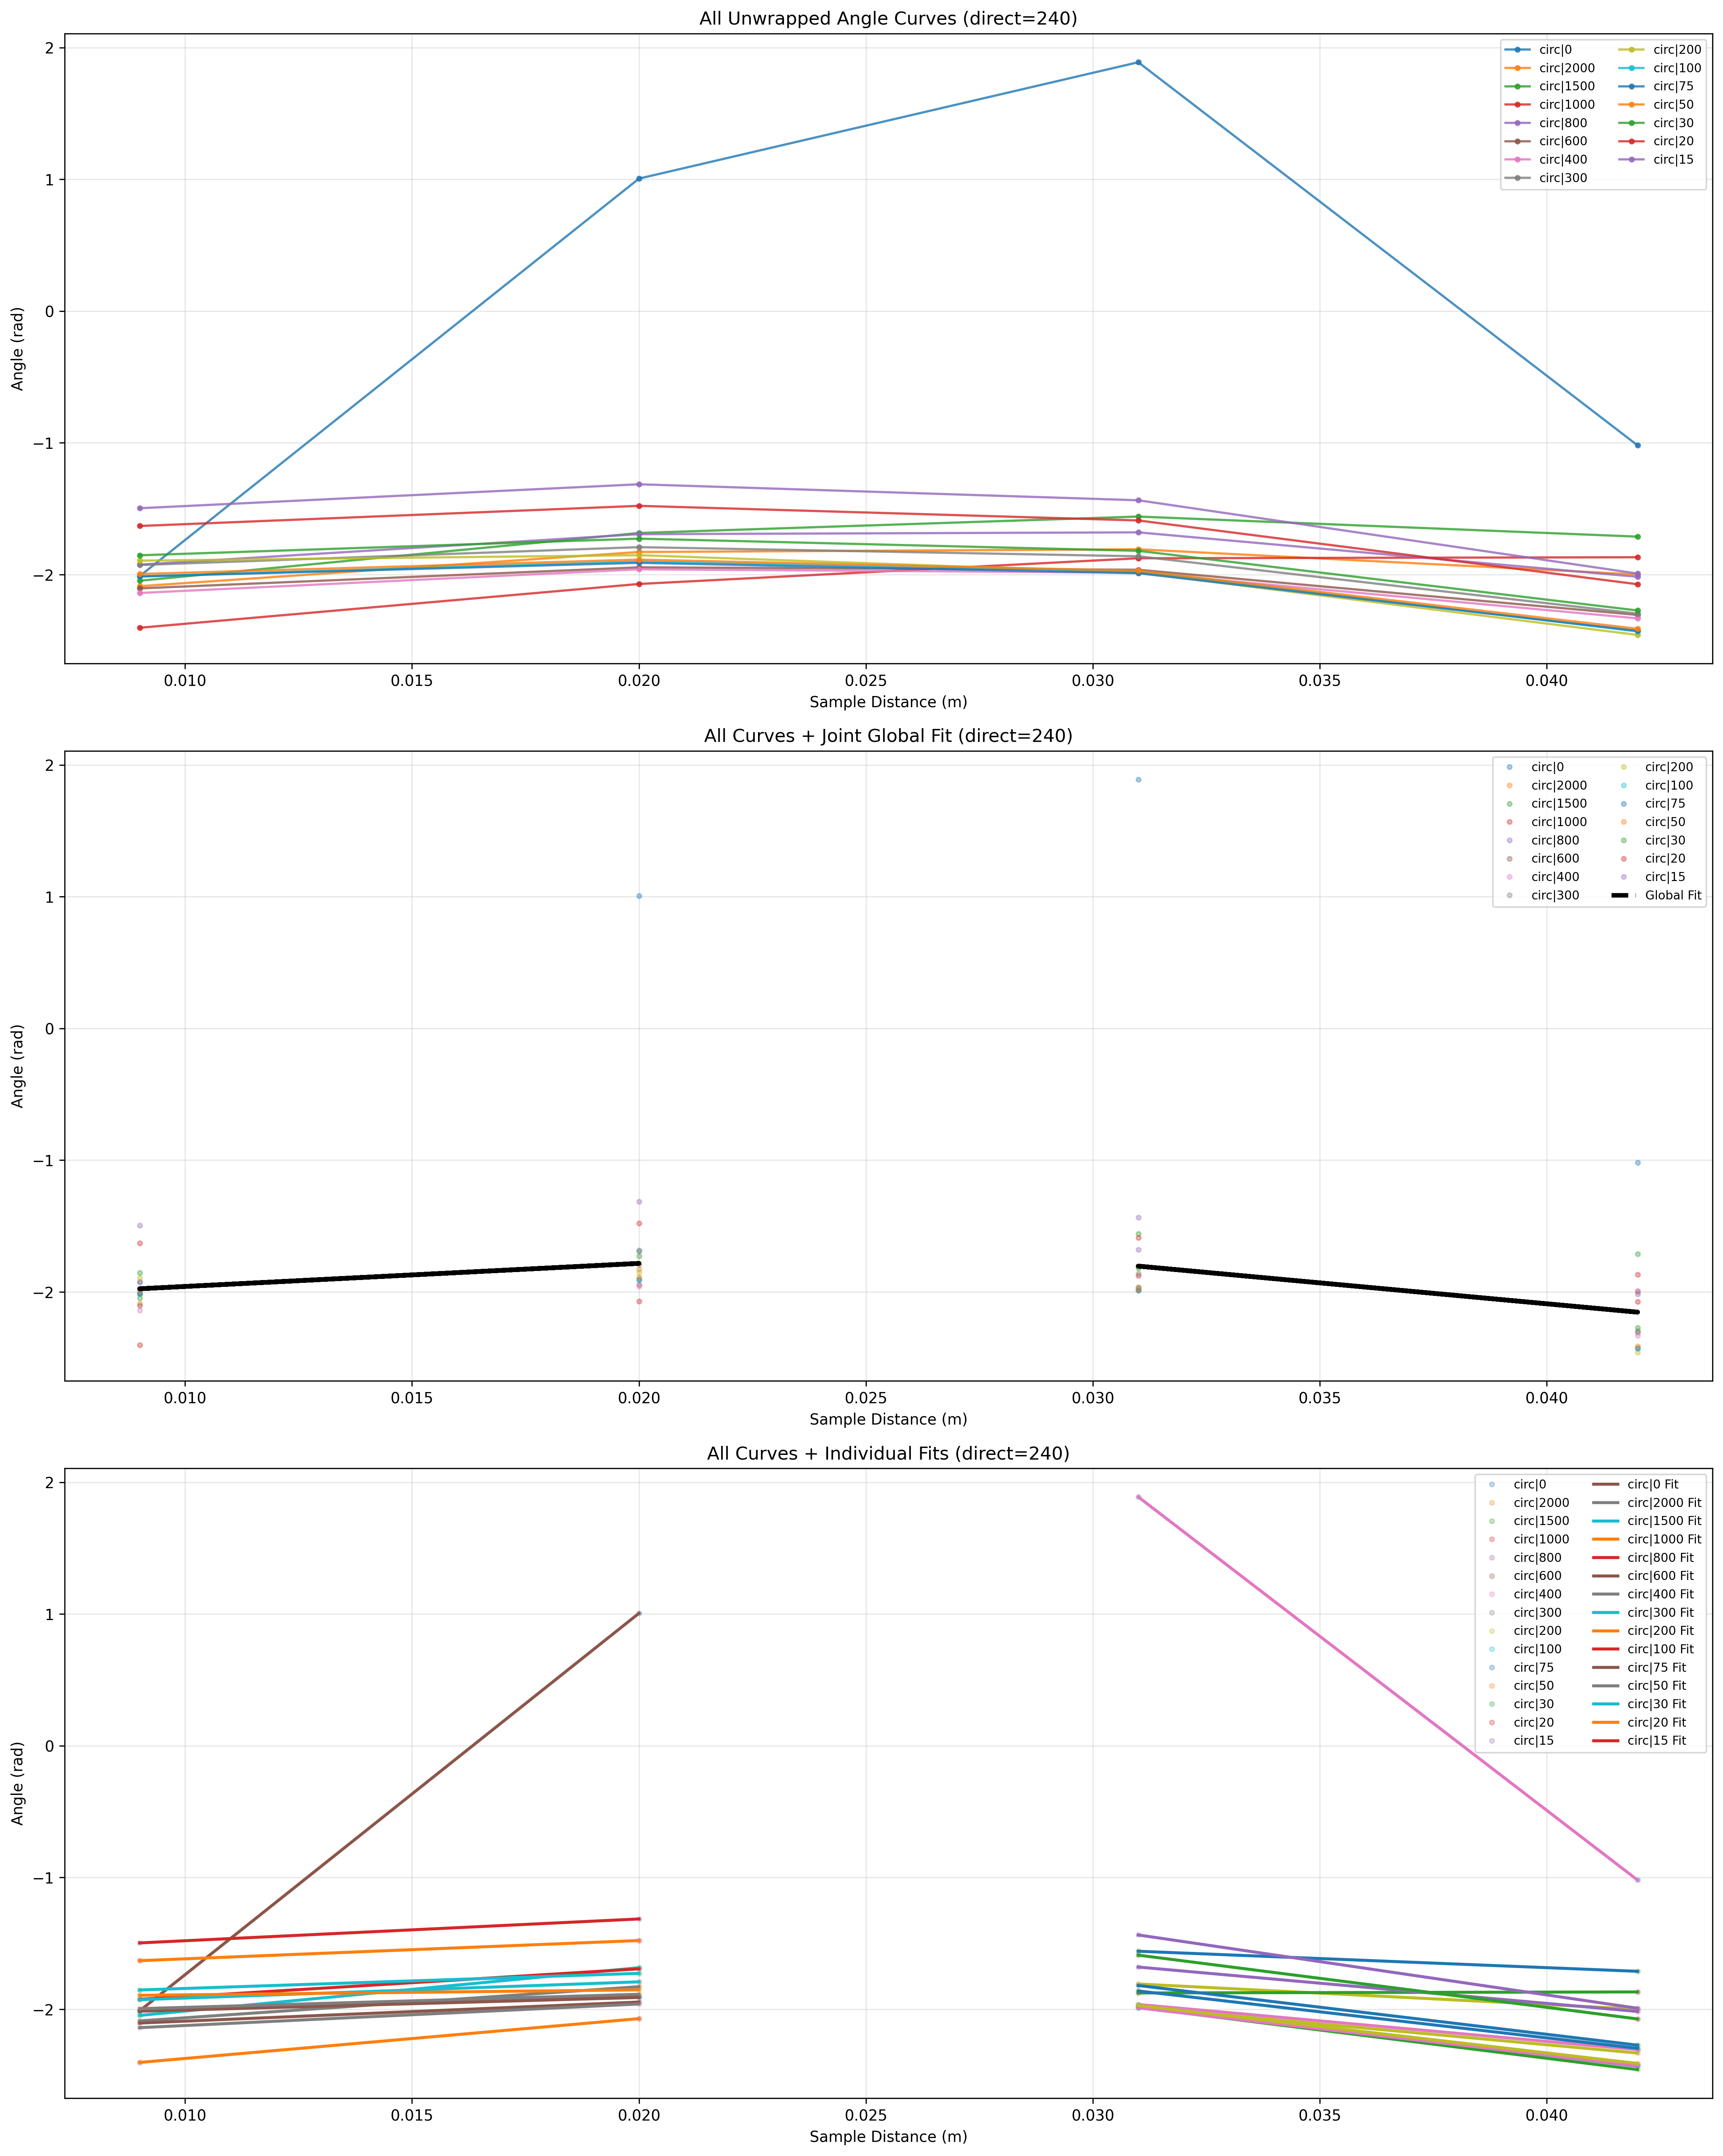 All Unwrapped Angle Curves (direct=240)
2
1
0
−1
−2
Angle (rad)
circ|0
circ|2000
circ|1500
circ|1000
circ|800
circ|600
circ|400
circ|300
circ|200
circ|100
circ|75
circ|50
circ|30
circ|20
circ|15
0.010 0.015 0.020 0.025 0.030 0.035 0.040
Sample Distance (m)
All Curves + Joint Global Fit (direct=240)
2
1
0
−1
−2
Angle (rad)
circ|0
circ|2000
circ|1500
circ|1000
circ|800
circ|600
circ|400
circ|300
circ|200
circ|100
circ|75
circ|50
circ|30
circ|20
circ|15
Global Fit
0.010 0.015 0.020 0.025 0.030 0.035 0.040
Sample Distance (m)
All Curves + Individual Fits (direct=240)
2
1
0
−1
−2
Angle (rad)
circ|0
circ|2000
circ|1500
circ|1000
circ|800
circ|600
circ|400
circ|300
circ|200
circ|100
circ|75
circ|50
circ|30
circ|20
circ|15
circ|0 Fit
circ|2000 Fit
circ|1500 Fit
circ|1000 Fit
circ|800 Fit
circ|600 Fit
circ|400 Fit
circ|300 Fit
circ|200 Fit
circ|100 Fit
circ|75 Fit
circ|50 Fit
circ|30 Fit
circ|20 Fit
circ|15 Fit
0.010 0.015 0.020 0.025 0.030 0.035 0.040
Sample Distance (m)